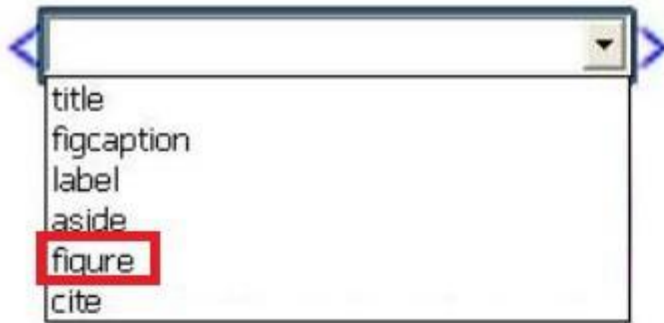 < >
title
figcaption
label
aside
figure
cite